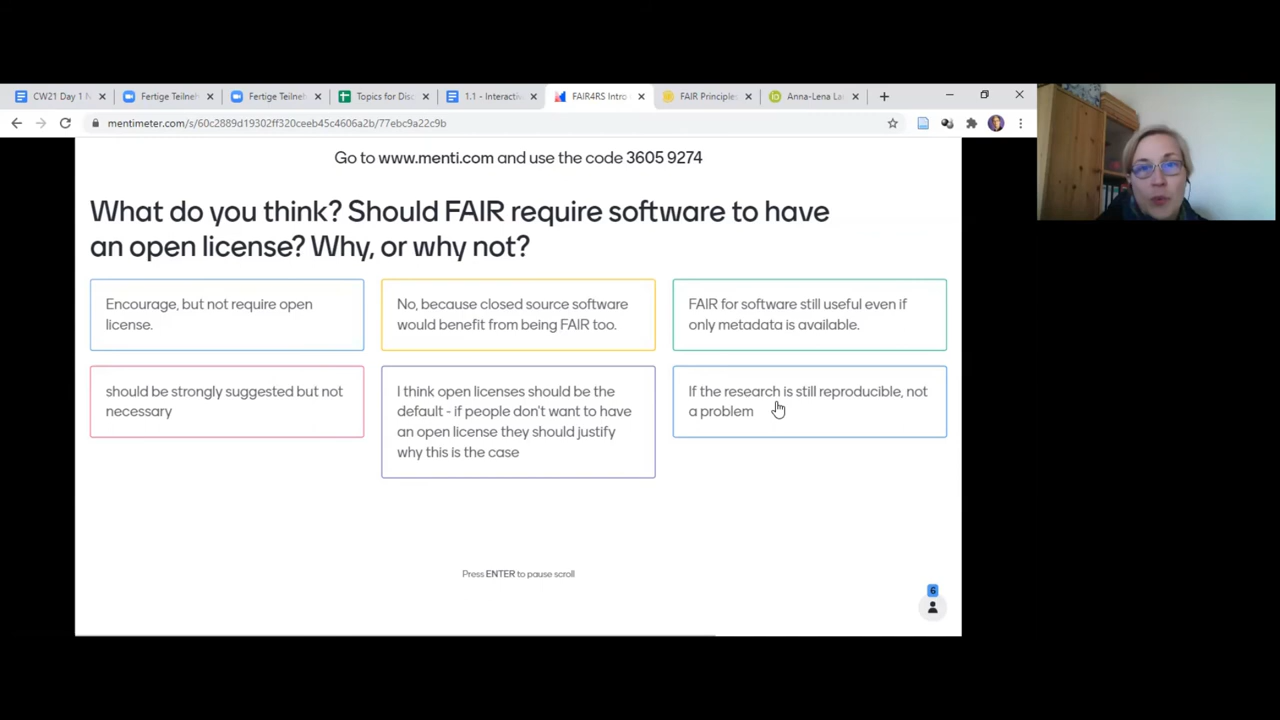 CW21 Day 1 N
Fertige Teilneh
Fertige Teilneh
Topics for Disc
1.1 - Interacti
FAIR4RS Intro
FAIR Principle
Anna-Lena La
mentimeter.com/s/60c2889d19302ff320ceeb45c4606a2b/77ebc9a22c9b
Go to www.menti.com and use the code 3605 9274
What do you think? Should FAIR require software to have
an open license? Why, or why not?
Encourage, but not require open
license.
No, because closed source software
would benefit from being FAIR too.
FAIR for software still useful even if
only metadata is available.
should be strongly suggested but not
necessary
I think open licenses should be the
default - if people don't want to have
an open license they should justify
why this is the case
If the research is still reproducible, not
a problem
Press ENTER to pause scroll
6